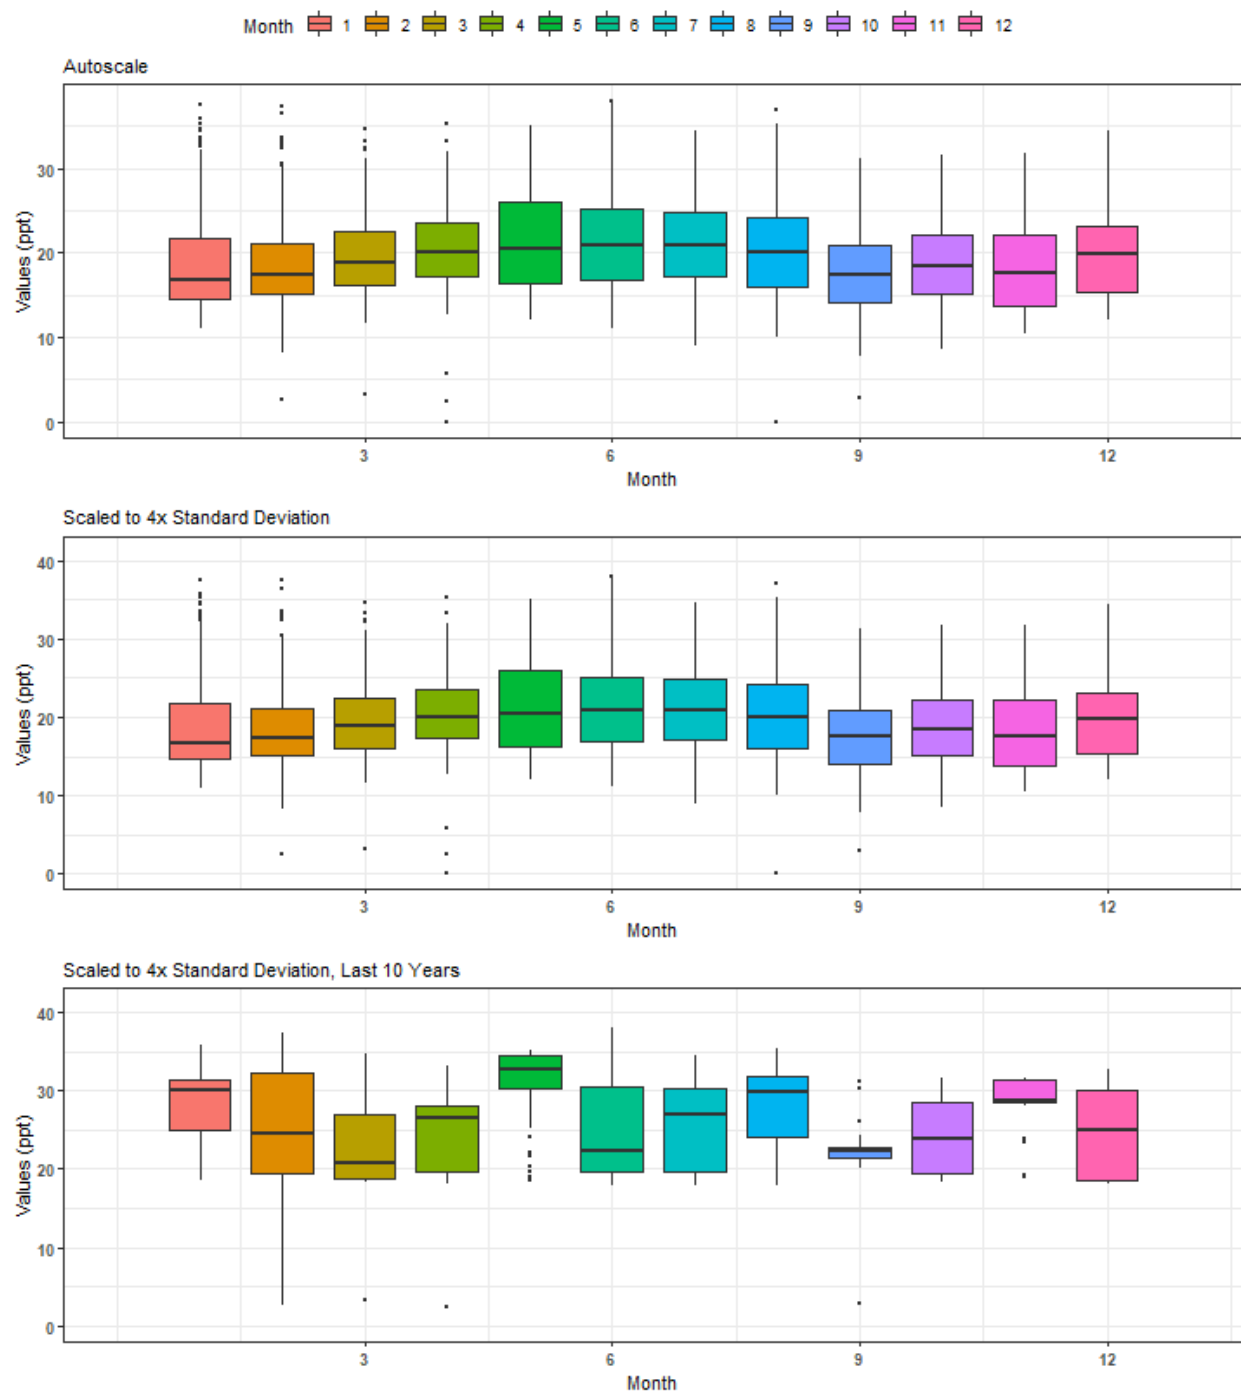 Month 1 2 3 4 5 6 7 8 9 10 11 12
Autoscale
Values (ppt)
30
20
10
0
3 6 9 12
Month
Scaled to 4x Standard Deviation
Values (ppt)
40
30
20
10
0
3 6 9 12
Month
Scaled to 4x Standard Deviation, Last 10 Years
Values (ppt)
40
30
20
10
0
3 6 9 12
Month